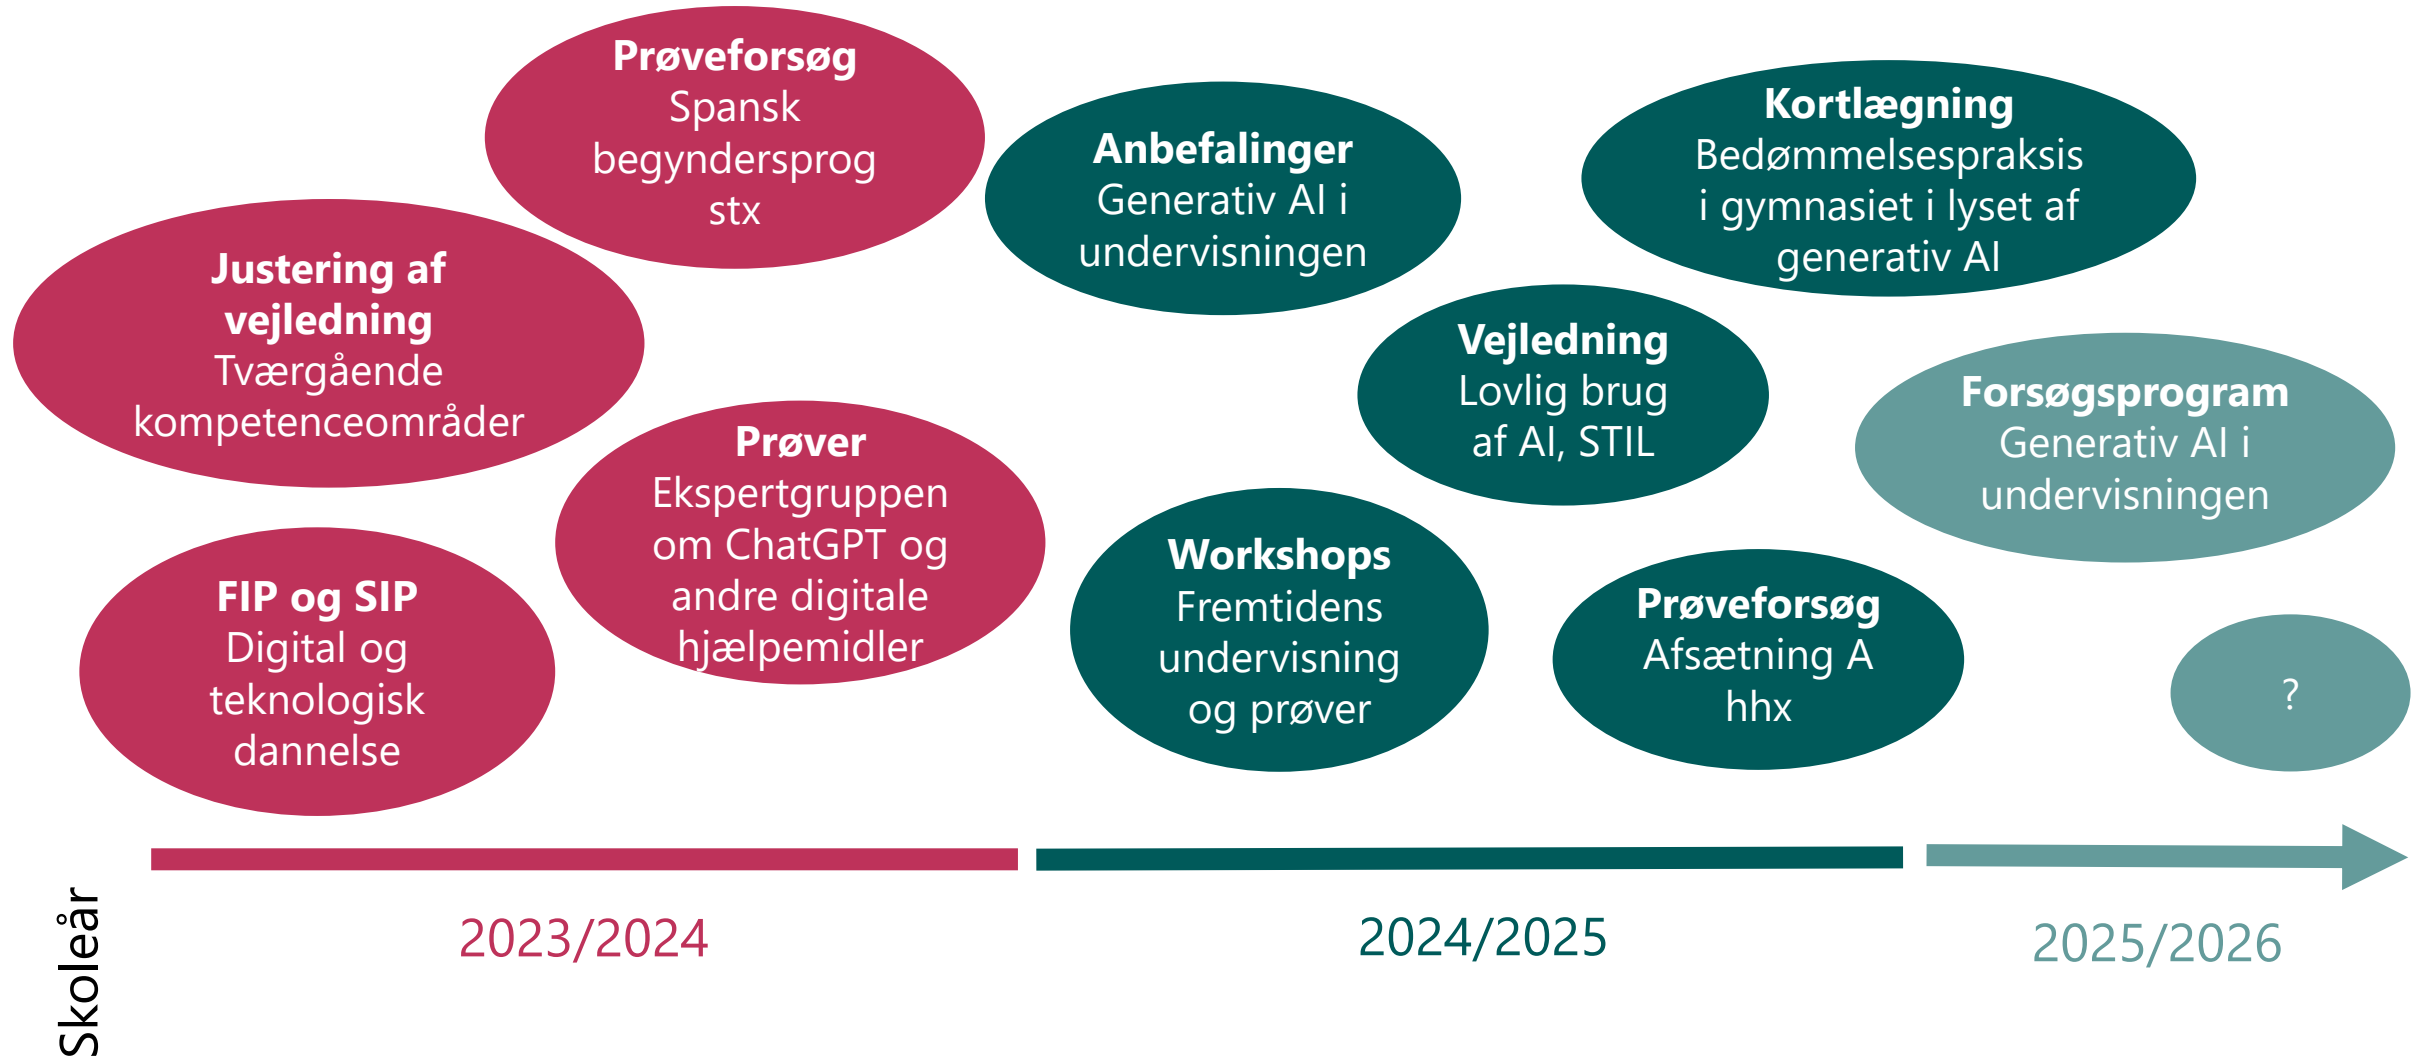 Prøveforsøg
Spansk
begyndersprog
stx
Justering af
vejledning
Tværgående
kompetenceområder
Prøver
Ekspertgruppen
om ChatGPT og
andre digitale
hjælpemidler
FIP og SIP
Digital og
teknologisk
dannelse
Anbefalinger
Generativ AI i
undervisningen
Kortlægning
Bedømmelsespraksis
i gymnasiet i lyset af
generativ AI
Vejledning
Lovlig brug
af AI, STIL
Workshops
Fremtidens
undervisning
og prøver
Prøveforsøg
Afsætning A
hhx
Forsøgsprogram
Generativ AI i
undervisningen
?
Skoleår
2023/2024
2024/2025
2025/2026